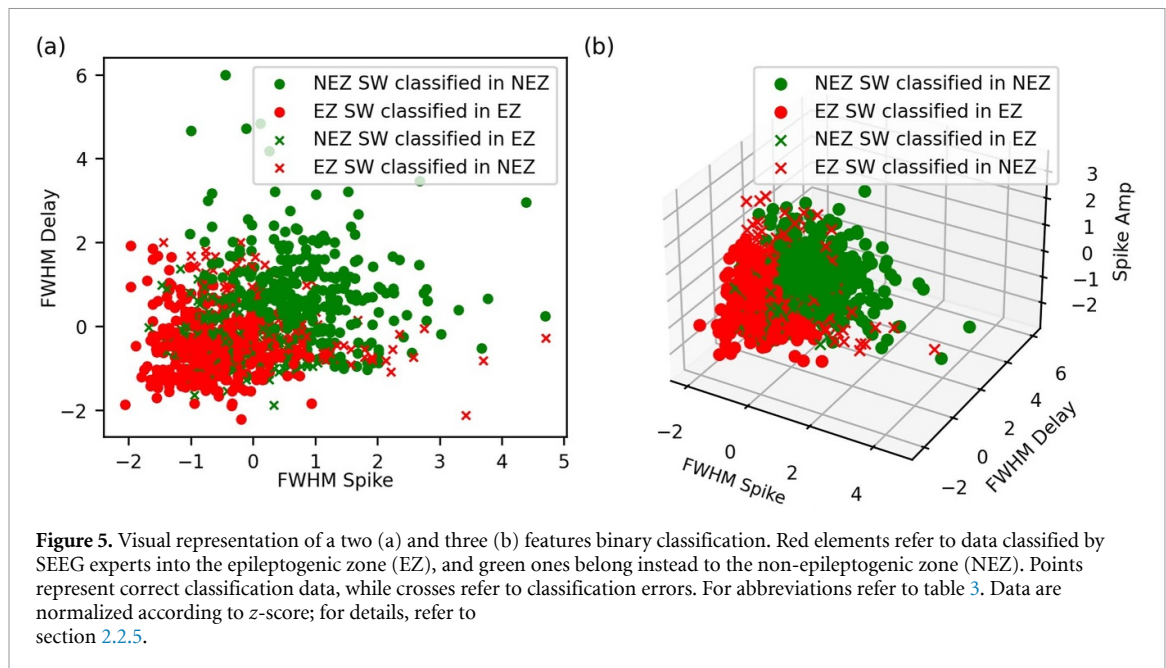 (a)
6
4
2
0
−2
FWHM Delay
NEZ SW classified in NEZ
EZ SW classified in EZ
NEZ SW classified in EZ
EZ SW classified in NEZ
−2 −1 0 1 2 3 4 5
FWHM Spike
(b)
NEZ SW classified in NEZ
EZ SW classified in EZ
NEZ SW classified in EZ
EZ SW classified in NEZ
3
2
1
0
−1
−2
Spike Amp
6
4
2
0
−2
FWHM Delay
−2
0
2
4
FWHM Spike
Figure 5. Visual representation of a two (a) and three (b) features binary classification. Red elements refer to data classified by
SEEG experts into the epileptogenic zone (EZ), and green ones belong instead to the non-epileptogenic zone (NEZ). Points
represent correct classification data, while crosses refer to classification errors. For abbreviations refer to table 3. Data are
normalized according to z-score; for details, refer to
section 2.2.5.